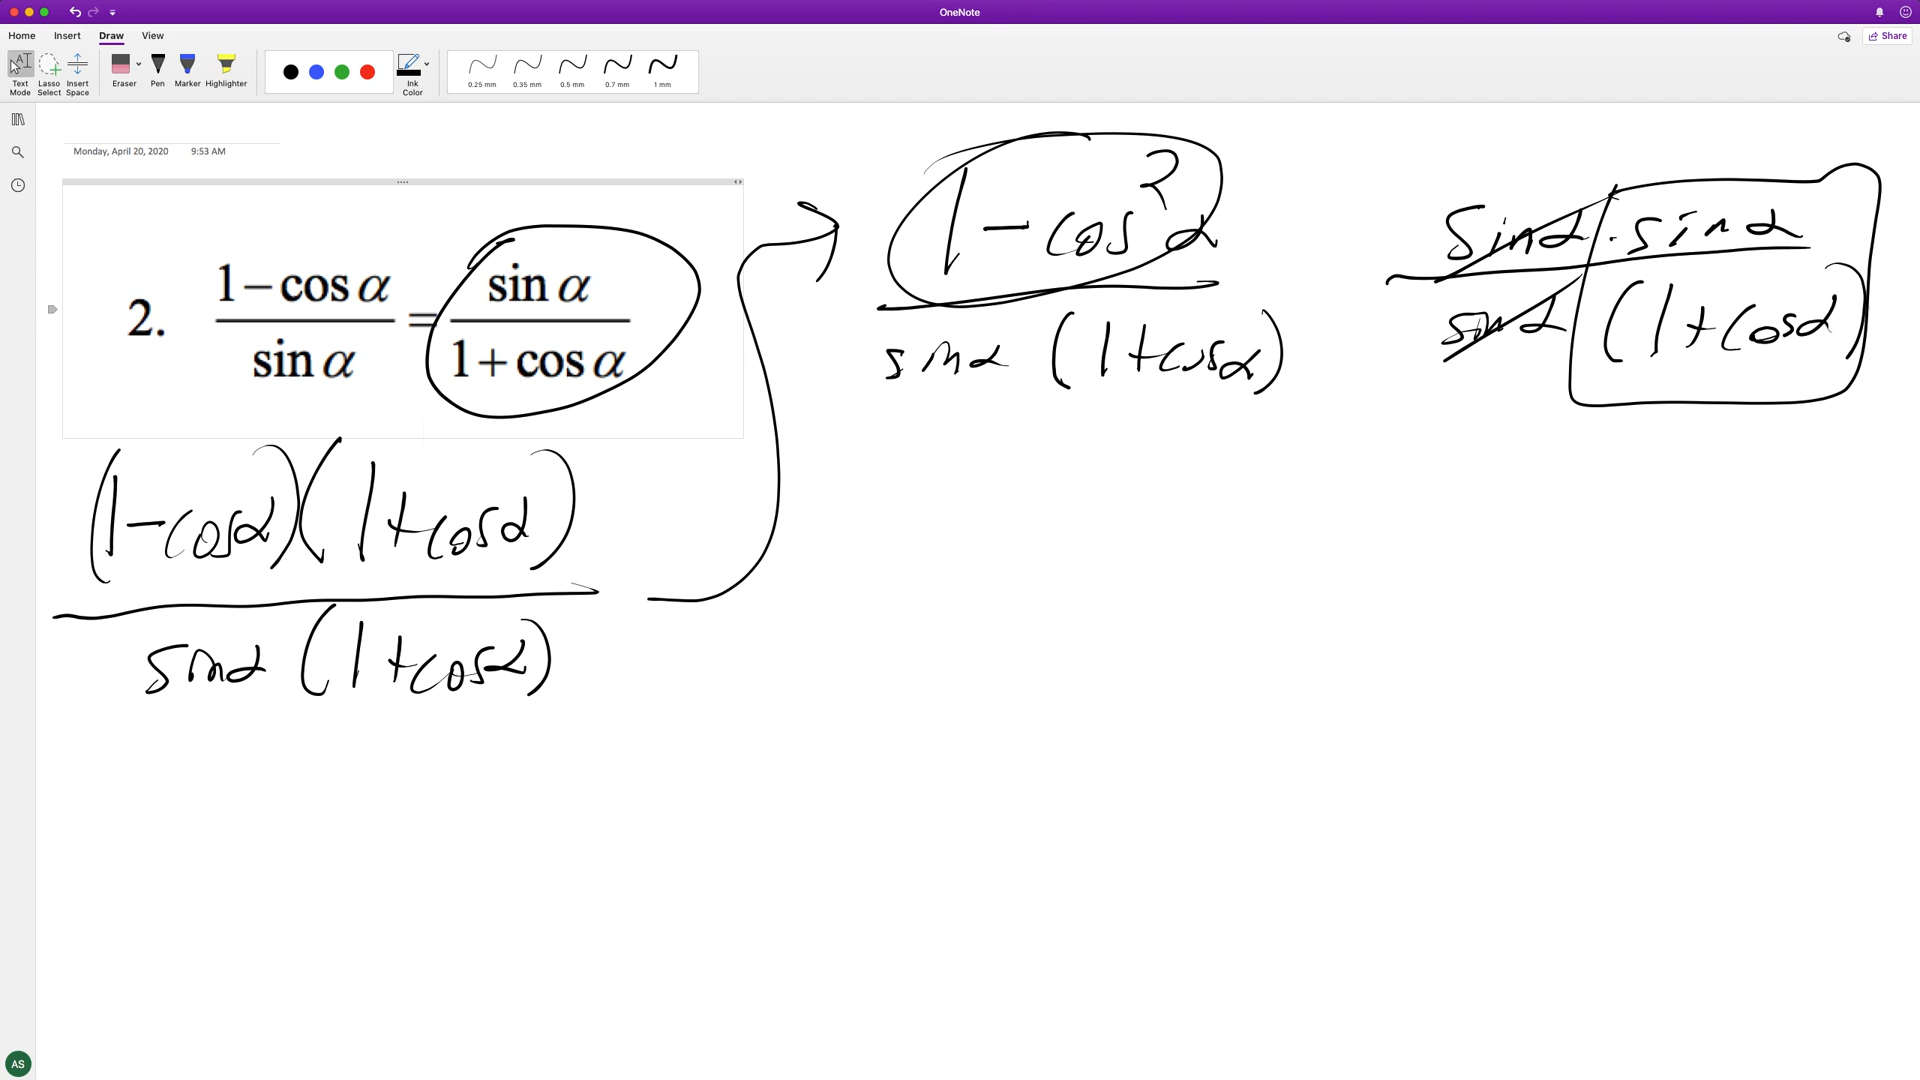 OneNote
Home Insert Draw View
Share
Text Mode
Lasso Select
Insert Space
Eraser
Pen
Marker
Highlighter
Ink Color
0.25 mm 0.35 mm 0.5 mm 0.7 mm 1 mm
Monday, April 20, 2020 9:53 AM
2. (1 − cos α)/(sin α) = (sin α)/(1 + cos α)
(1-cosα)(1+cosα)
sinα (1+cosα)
1-cos²α
sinα (1+cosα)
sinα · sinα
sinα (1+cosα)
AS